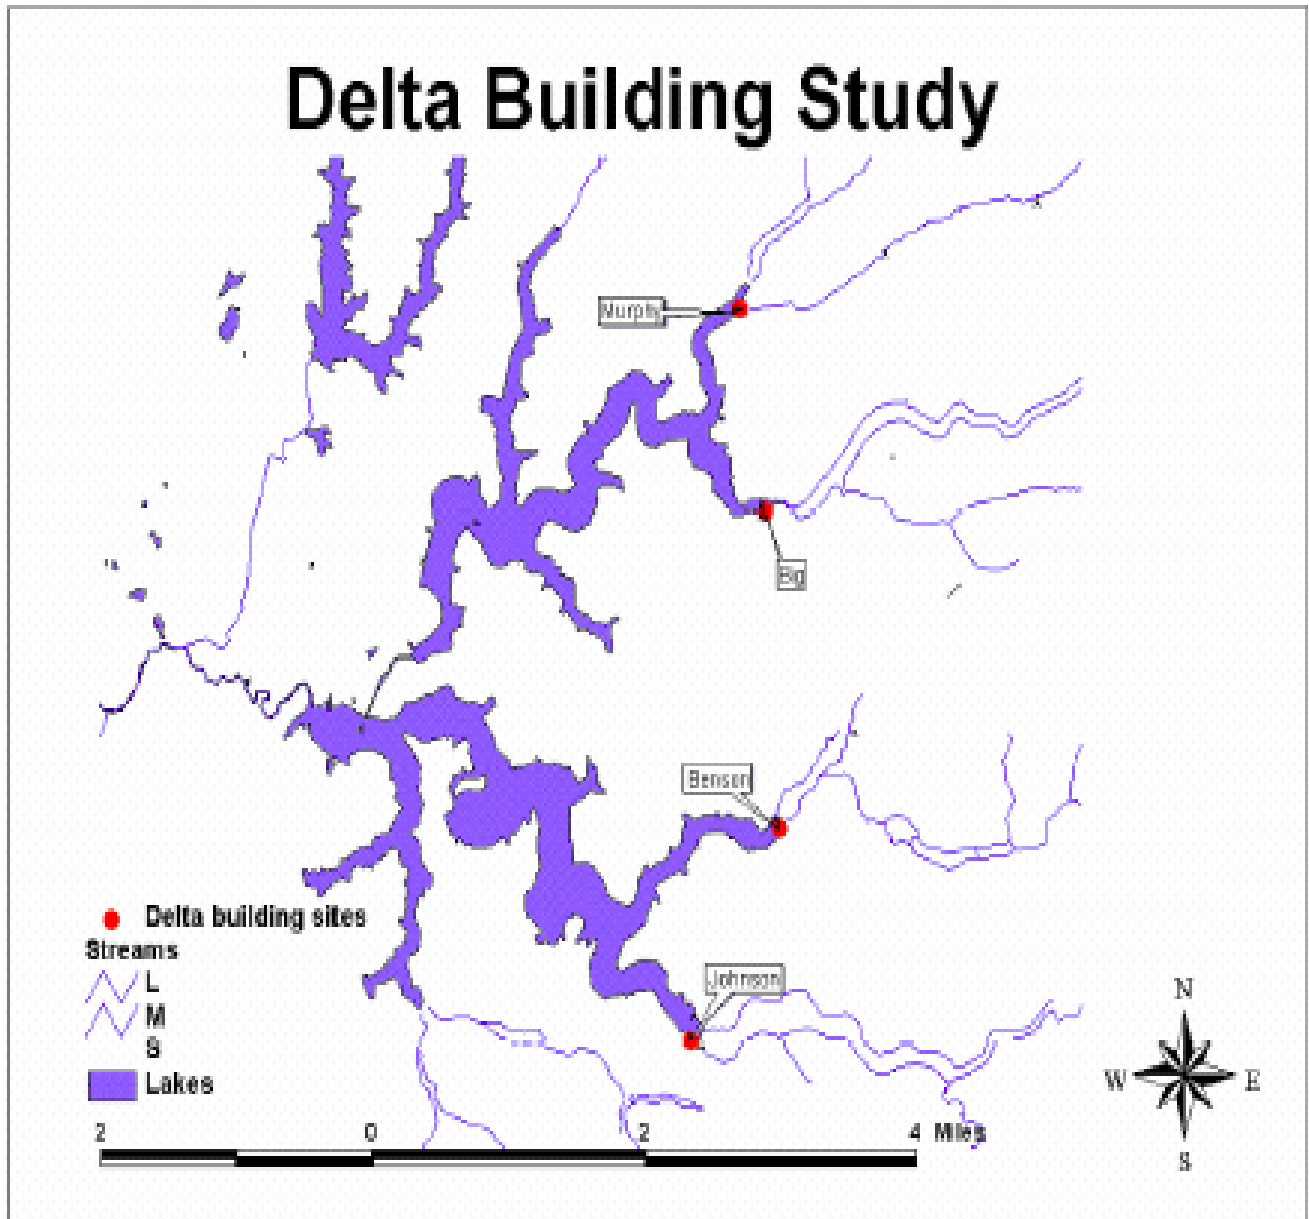 Delta Building Study
Murphy
Big
Benson
Johnson
Delta building sites
Streams
L
M
S
Lakes
2 0 2 4 Miles
N
W E
S